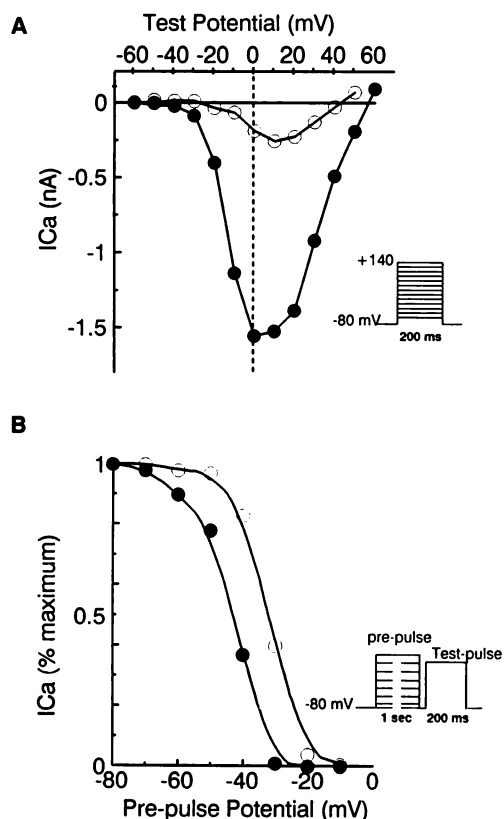 A
Test Potential (mV)
-60 -40 -20 0 20 40 60
0
-0.5
-1
-1.5
ICa (nA)
+140
-80 mV
200 ms
B
1
0.5
0
ICa (% maximum)
pre-pulse
Test-pulse
-80 mV
1 sec 200 ms
-80 -60 -40 -20 0
Pre-pulse Potential (mV)